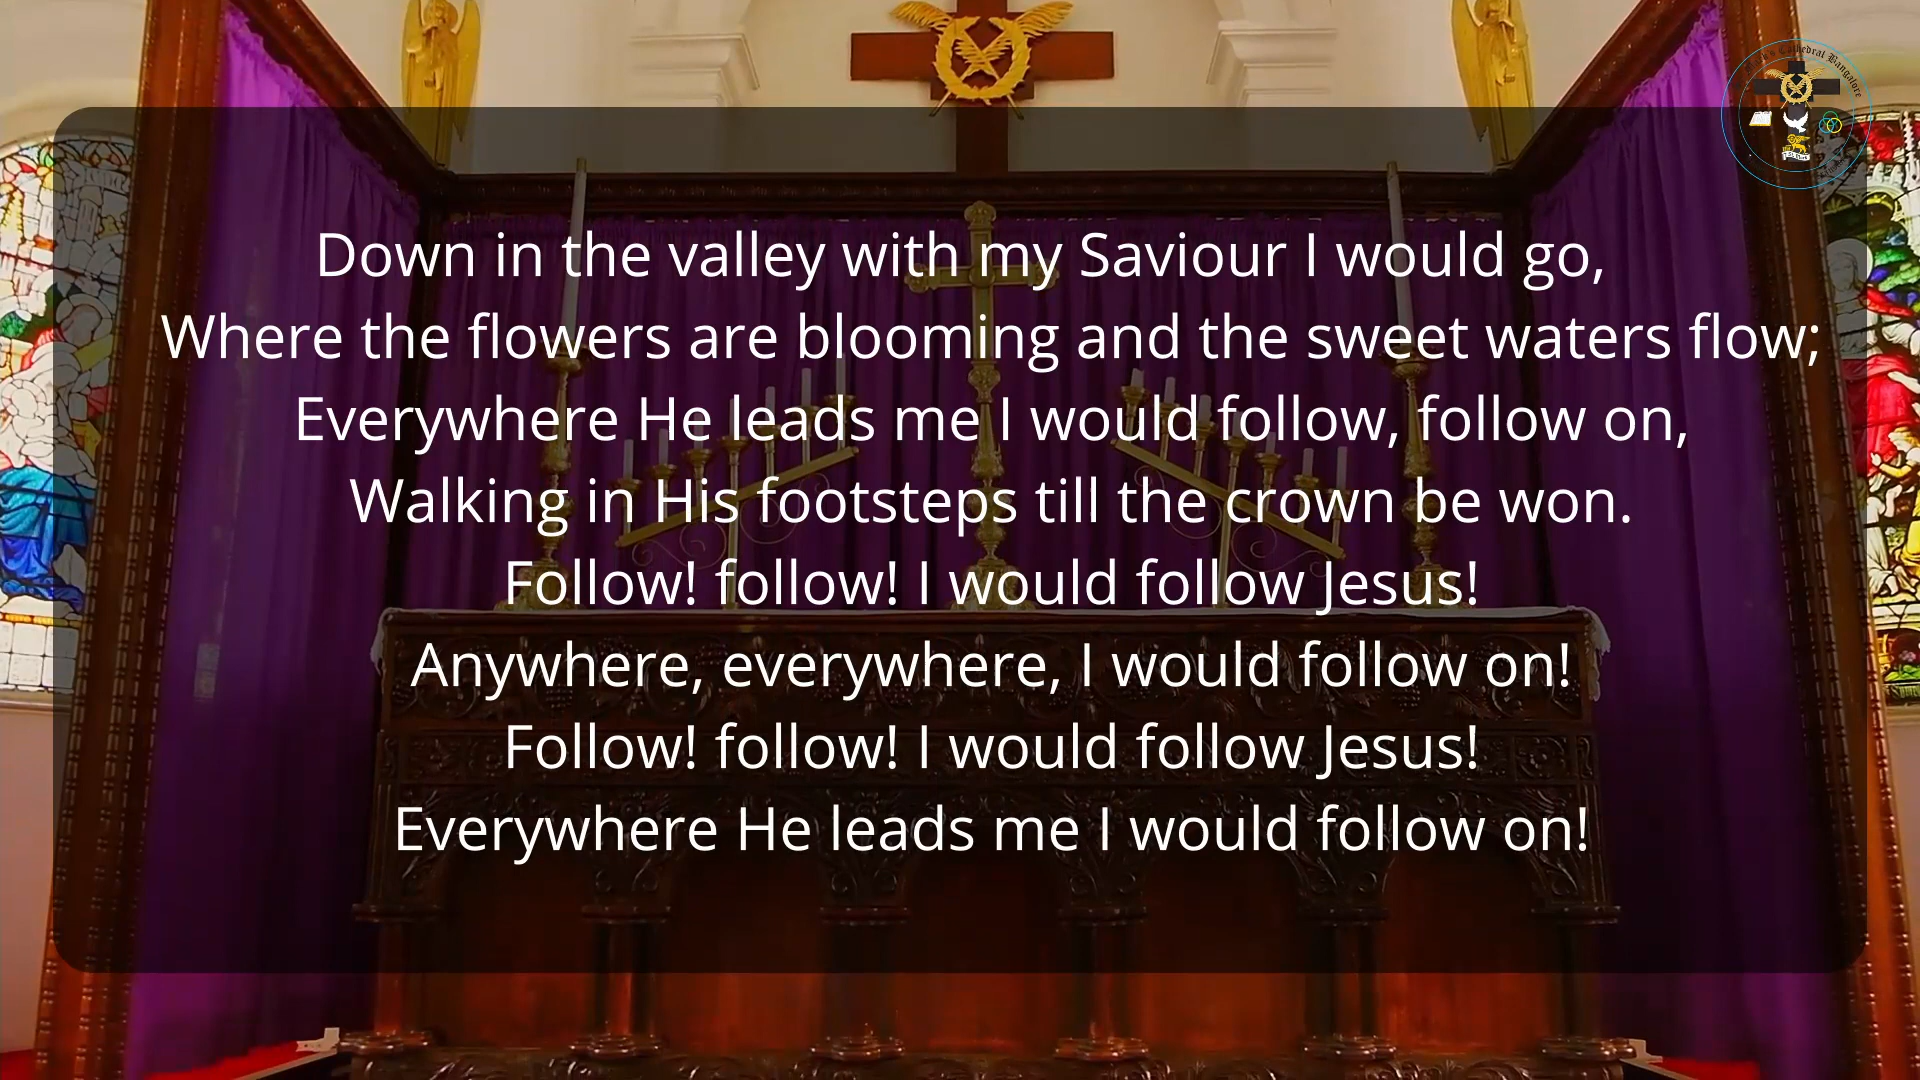 Down in the valley with my Saviour I would go,
Where the flowers are blooming and the sweet waters flow;
Everywhere He leads me I would follow, follow on,
Walking in His footsteps till the crown be won.
Follow! follow! I would follow Jesus!
Anywhere, everywhere, I would follow on!
Follow! follow! I would follow Jesus!
Everywhere He leads me I would follow on!
Cathedral Bangalore